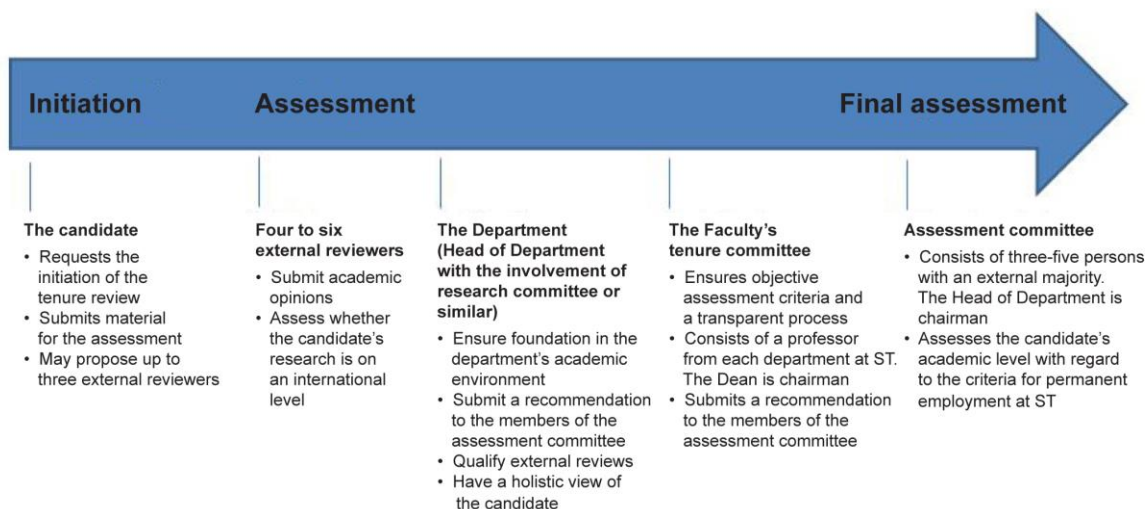 Initiation
Assessment
Final assessment
The candidate
• Requests the
initiation of the
tenure review
• Submits material
for the assessment
• May propose up to
three external reviewers
Four to six
external reviewers
• Submit academic
opinions
• Assess whether
the candidate's
research is on
an international
level
The Department
(Head of Department
with the involvement of
research committee or
similar)
• Ensure foundation in the
department's academic
environment
• Submit a recommendation
to the members of the
assessment committee
• Qualify external reviews
• Have a holistic view of
the candidate
The Faculty's
tenure committee
• Ensures objective
assessment criteria and
a transparent process
• Consists of a professor
from each department at ST.
The Dean is chairman
• Submits a recommendation
to the members of the
assessment committee
Assessment committee
• Consists of three-five persons
with an external majority.
The Head of Department is
chairman
• Assesses the candidate's
academic level with regard
to the criteria for permanent
employment at ST